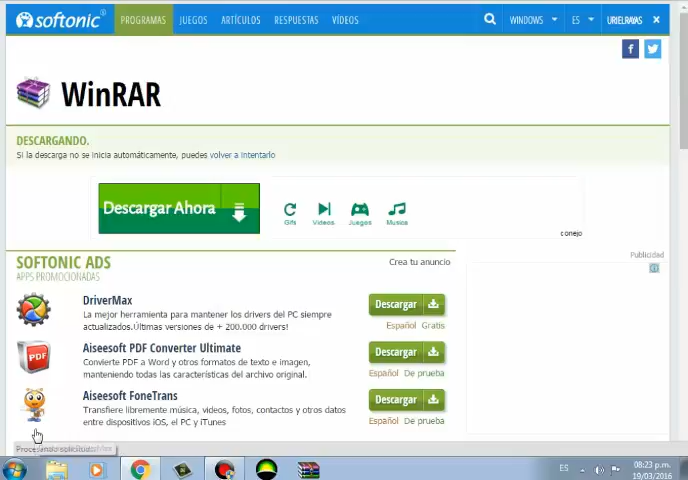 softonic
PROGRAMAS JUEGOS ARTÍCULOS RESPUESTAS VÍDEOS WINDOWS ES URIELRAYAS
WinRAR
DESCARGANDO.
Si la descarga no se inicia automáticamente, puedes volver a intentarlo
Descargar Ahora
Gifs Videos Juegos Musica
conejo
SOFTONIC ADS
Crea tu anuncio
Publicidad
APPS PROMOCIONADAS
DriverMax
La mejor herramienta para mantener los drivers del PC siempre
actualizados.Últimas versiones de + 200.000 drivers!
Descargar
Español Gratis
PDF
Aiseesoft PDF Converter Ultimate
Convierte PDF a Word y otros formatos de texto e imagen,
manteniendo todas las características del archivo original.
Descargar
Español De prueba
Aiseesoft FoneTrans
Transfiere libremente música, videos, fotos, contactos y otros datos
entre dispositivos iOS, el PC y iTunes
Descargar
Español De prueba
Procesando solicitud...
ES
08:23 p.m.
19/03/2016